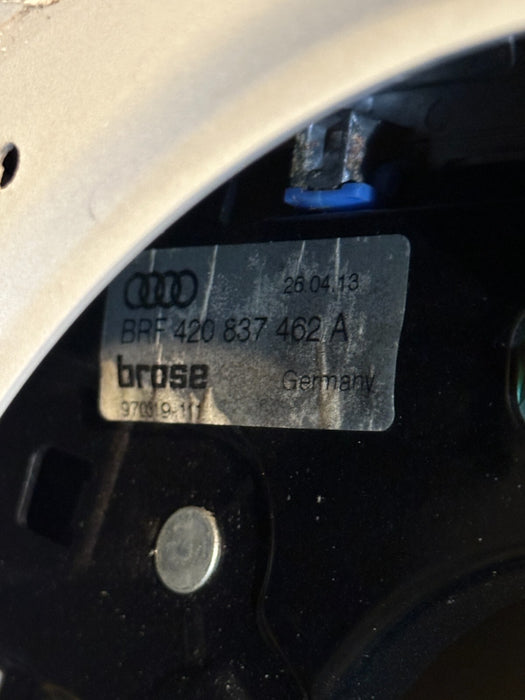 26.04.13
BRF 420 837 462 A
brose
Germany
970319-111